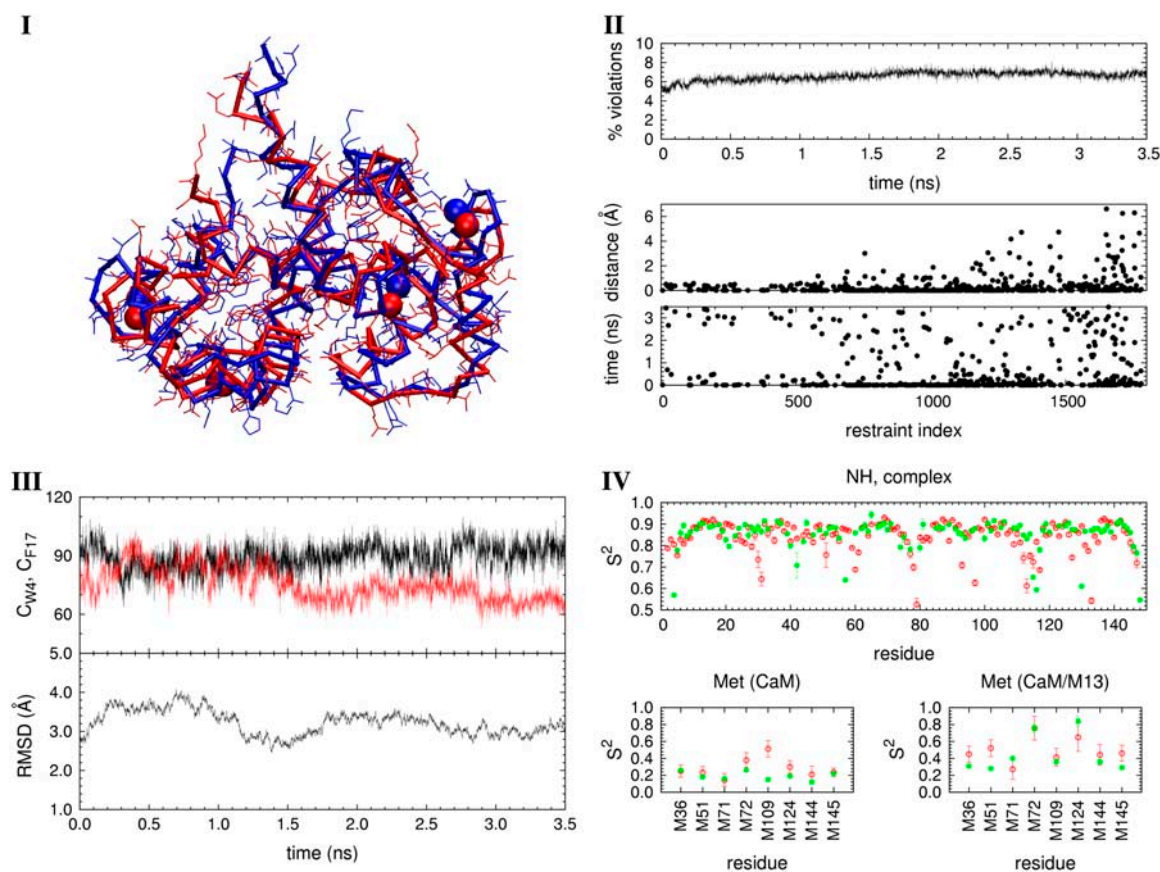 I
II
% violations
10
8
6
4
2
0
0 0.5 1 1.5 2 2.5 3 3.5
time (ns)
distance (Å)
6
4
2
0
time (ns)
3
2
1
0
0 500 1000 1500
restraint index
III
C_W4, C_F17
120
90
60
5.0
RMSD (Å)
4.0
3.0
2.0
1.0
0.0 0.5 1.0 1.5 2.0 2.5 3.0 3.5
time (ns)
IV
NH, complex
S²
1.0
0.9
0.8
0.7
0.6
0.5
0 20 40 60 80 100 120 140
residue
Met (CaM)
S²
1.0
0.8
0.6
0.4
0.2
0.0
M36 M51 M71 M72 M109 M124 M144 M145
residue
Met (CaM/M13)
S²
1.0
0.8
0.6
0.4
0.2
0.0
M36 M51 M71 M72 M109 M124 M144 M145
residue